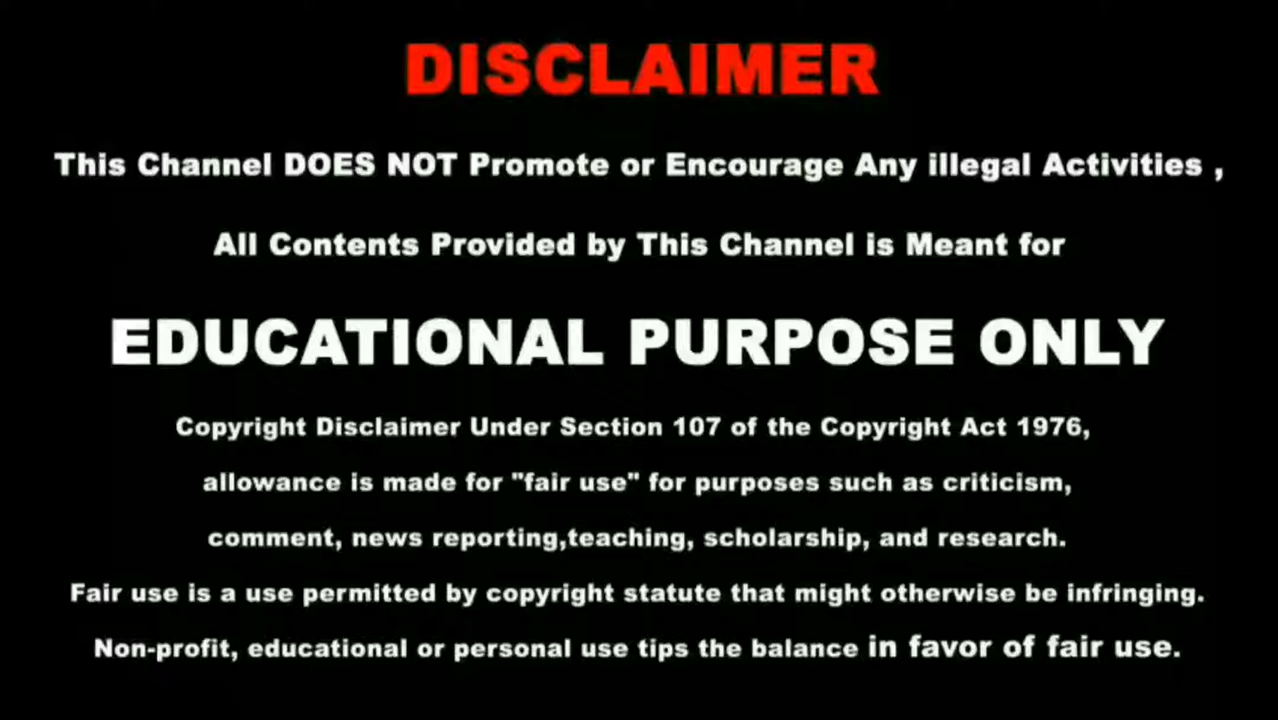 DISCLAIMER
This Channel DOES NOT Promote or Encourage Any illegal Activities ,
All Contents Provided by This Channel is Meant for
EDUCATIONAL PURPOSE ONLY
Copyright Disclaimer Under Section 107 of the Copyright Act 1976,
allowance is made for "fair use" for purposes such as criticism,
comment, news reporting,teaching, scholarship, and research.
Fair use is a use permitted by copyright statute that might otherwise be infringing.
Non-profit, educational or personal use tips the balance in favor of fair use.